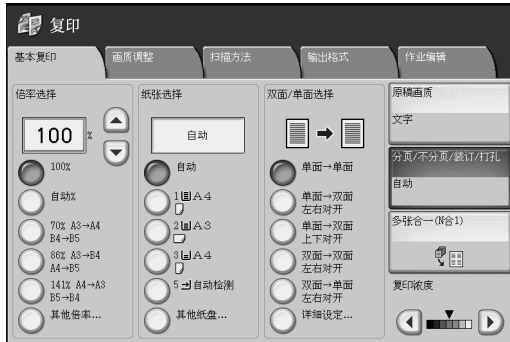 复印
基本复印
画质调整
扫描方法
输出格式
作业编辑
倍率选择
100 %
100%
自动%
70% A3→A4
B4→B5
86% A3→B4
A4→B5
141% A4→A3
B5→B4
其他倍率...
纸张选择
自动
自动
1 A4
2 A3
3 A4
5 自动检测
其他纸盘...
双面/单面选择
单面→单面
单面→双面
左右对开
单面→双面
上下对开
双面→双面
左右对开
双面→单面
左右对开
详细设定...
原稿画质
文字
分页/不分页/装订/打孔
自动
多张合一(N合1)
复印浓度